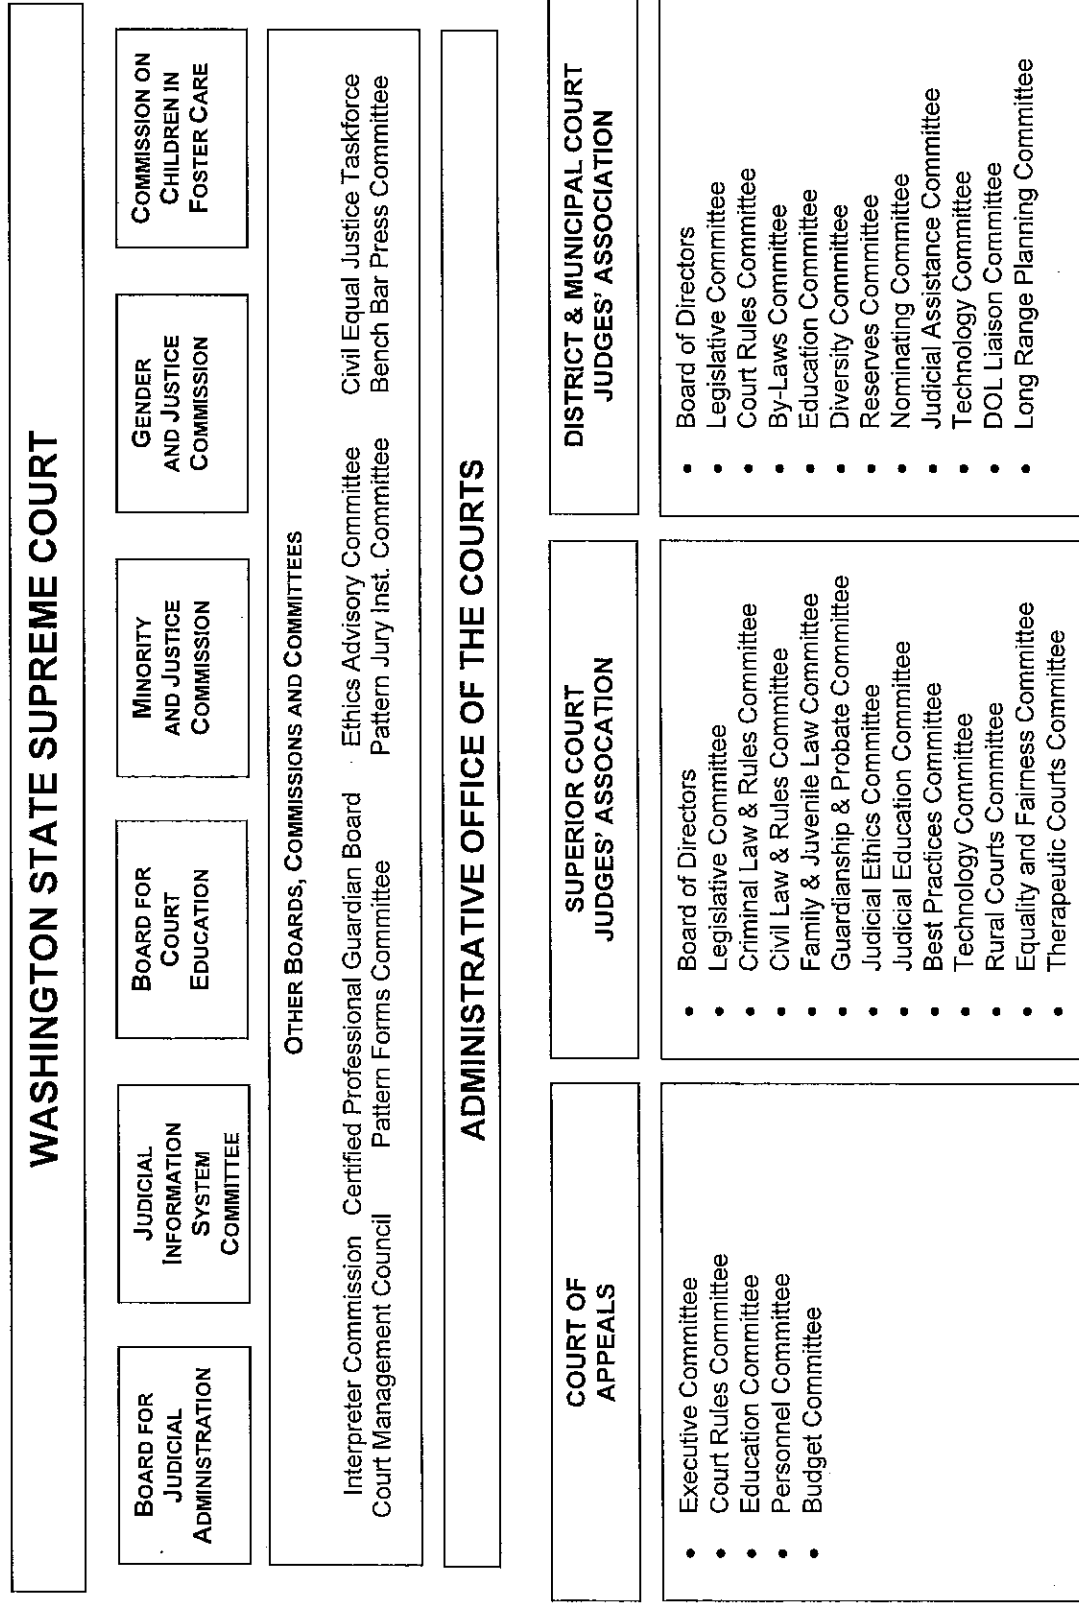 WASHINGTON STATE SUPREME COURT
BOARD FOR
JUDICIAL
ADMINISTRATION
JUDICIAL
INFORMATION
SYSTEM
COMMITTEE
BOARD FOR
COURT
EDUCATION
MINORITY
AND JUSTICE
COMMISSION
GENDER
AND JUSTICE
COMMISSION
COMMISSION ON
CHILDREN IN
FOSTER CARE
OTHER BOARDS, COMMISSIONS AND COMMITTEES
Interpreter Commission Certified Professional Guardian Board Ethics Advisory Committee Civil Equal Justice Taskforce
Court Management Council Pattern Forms Committee Pattern Jury Inst. Committee Bench Bar Press Committee
ADMINISTRATIVE OFFICE OF THE COURTS
COURT OF
APPEALS
• Executive Committee
• Court Rules Committee
• Education Committee
• Personnel Committee
• Budget Committee
SUPERIOR COURT
JUDGES' ASSOCATION
• Board of Directors
• Legislative Committee
• Criminal Law & Rules Committee
• Civil Law & Rules Committee
• Family & Juvenile Law Committee
• Guardianship & Probate Committee
• Judicial Ethics Committee
• Judicial Education Committee
• Best Practices Committee
• Technology Committee
• Rural Courts Committee
• Equality and Fairness Committee
• Therapeutic Courts Committee
DISTRICT & MUNICIPAL COURT
JUDGES' ASSOCIATION
• Board of Directors
• Legislative Committee
• Court Rules Committee
• By-Laws Committee
• Education Committee
• Diversity Committee
• Reserves Committee
• Nominating Committee
• Judicial Assistance Committee
• Technology Committee
• DOL Liaison Committee
• Long Range Planning Committee